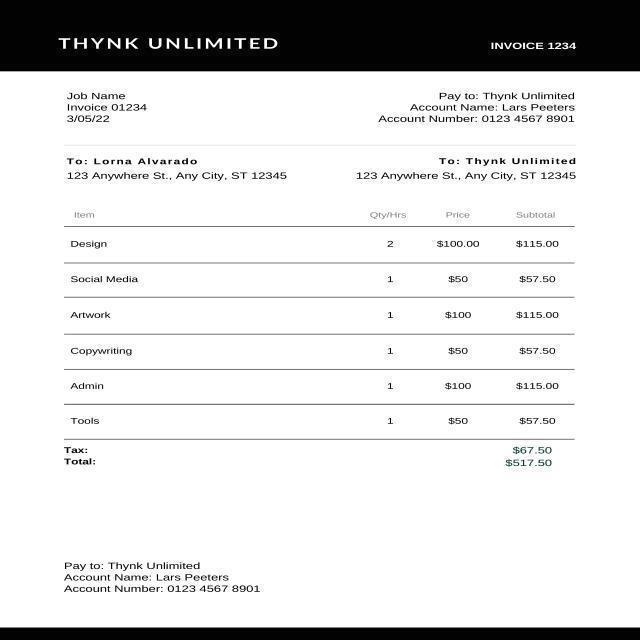 THYNK UNLIMITED
INVOICE 1234
Job Name
Invoice 01234
3/05/22
Pay to: Thynk Unlimited
Account Name: Lars Peeters
Account Number: 0123 4567 8901
To: Lorna Alvarado
123 Anywhere St., Any City, ST 12345
To: Thynk Unlimited
123 Anywhere St., Any City, ST 12345
Item Qty/Hrs Price Subtotal
Design 2 $100.00 $115.00
Social Media 1 $50 $57.50
Artwork 1 $100 $115.00
Copywriting 1 $50 $57.50
Admin 1 $100 $115.00
Tools 1 $50 $57.50
Tax: $67.50
Total: $517.50
Pay to: Thynk Unlimited
Account Name: Lars Peeters
Account Number: 0123 4567 8901